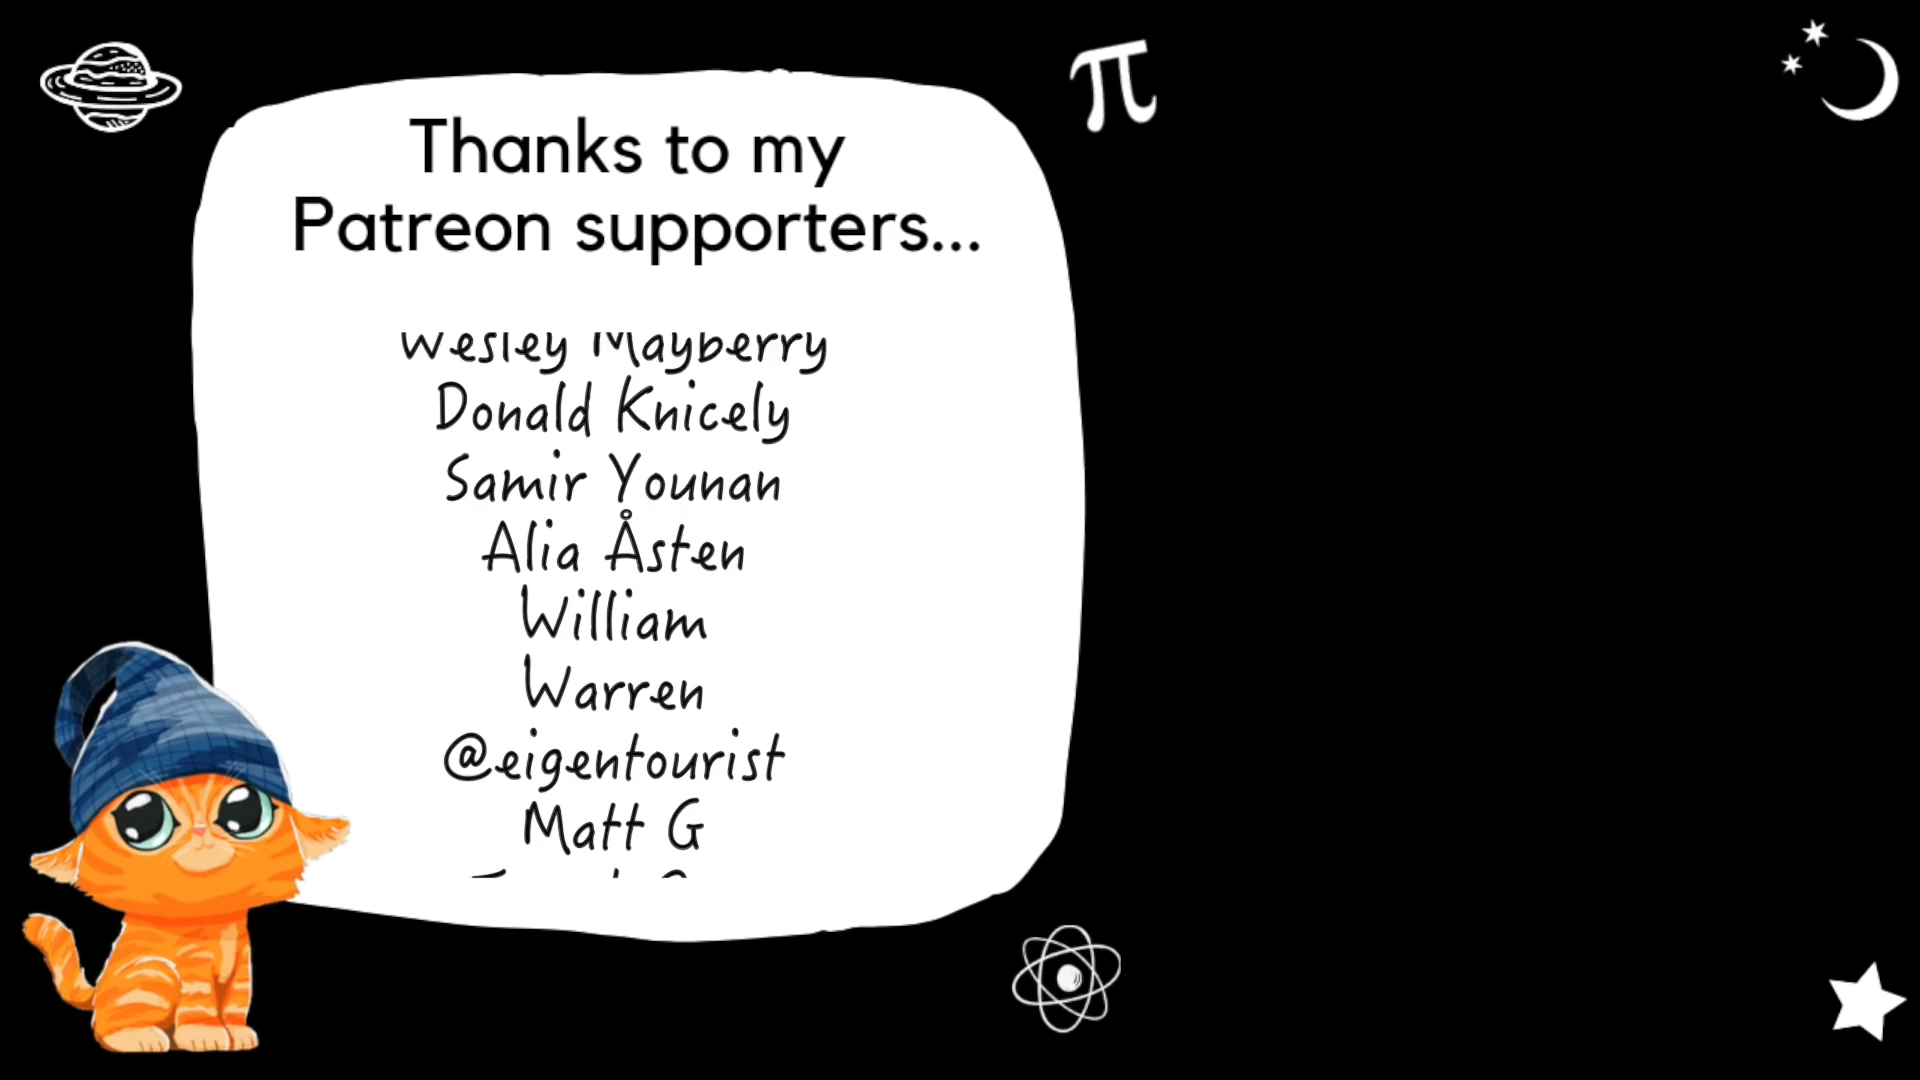 π
Thanks to my
Patreon supporters...
Wesley Mayberry
Donald Knicely
Samir Younan
Alia Åsten
William
Warren
@eigentourist
Matt G